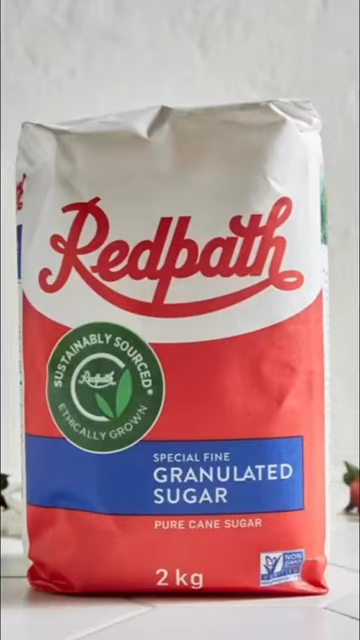 Redpath
SUSTAINABLY SOURCED®
Redpath
ETHICALLY GROWN
SPECIAL FINE
GRANULATED
SUGAR
PURE CANE SUGAR
NON
GMO
2 kg